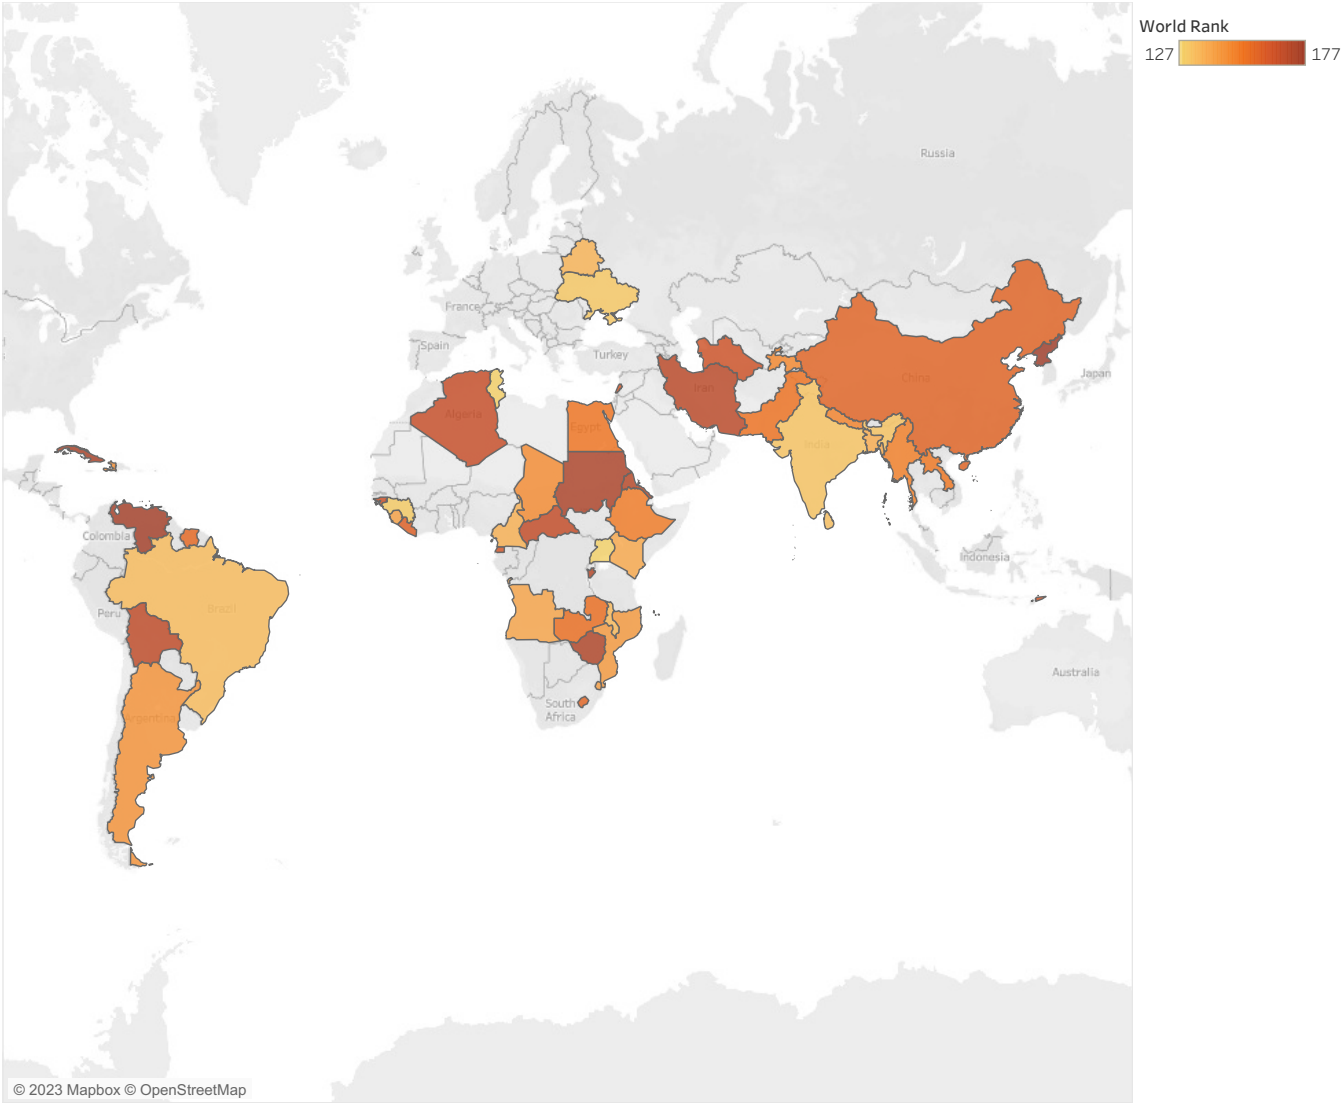 World Rank
127
177
Russia
France
Spain
Turkey
Japan
China
Iran
Algeria
Egypt
India
Colombia
Indonesia
Peru
Brazil
Australia
South
Africa
Argentina
© 2023 Mapbox © OpenStreetMap